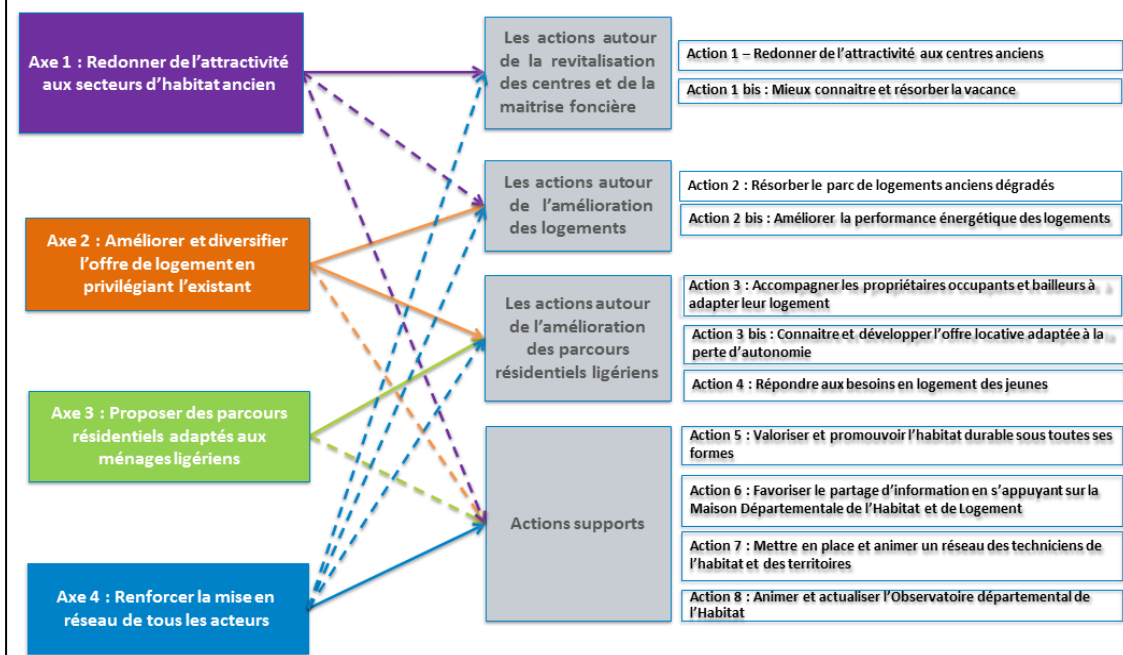 Axe 1 : Redonner de l'attractivité
aux secteurs d'habitat ancien
Axe 2 : Améliorer et diversifier
l'offre de logement en
privilégiant l'existant
Axe 3 : Proposer des parcours
résidentiels adaptés aux
ménages ligériens
Axe 4 : Renforcer la mise en
réseau de tous les acteurs
Les actions autour
de la revitalisation
des centres et de la
maitrise foncière
Les actions autour
de l'amélioration
des logements
Les actions autour
de l'amélioration
des parcours
résidentiels ligériens
Actions supports
Action 1 – Redonner de l'attractivité aux centres anciens
Action 1 bis : Mieux connaitre et résorber la vacance
Action 2 : Résorber le parc de logements anciens dégradés
Action 2 bis : Améliorer la performance énergétique des logements
Action 3 : Accompagner les propriétaires occupants et bailleurs à
adapter leur logement
Action 3 bis : Connaitre et développer l'offre locative adaptée à la
perte d'autonomie
Action 4 : Répondre aux besoins en logement des jeunes
Action 5 : Valoriser et promouvoir l'habitat durable sous toutes ses
formes
Action 6 : Favoriser le partage d'information en s'appuyant sur la
Maison Départementale de l'Habitat et de Logement
Action 7 : Mettre en place et animer un réseau des techniciens de
l'habitat et des territoires
Action 8 : Animer et actualiser l'Observatoire départemental de
l'Habitat